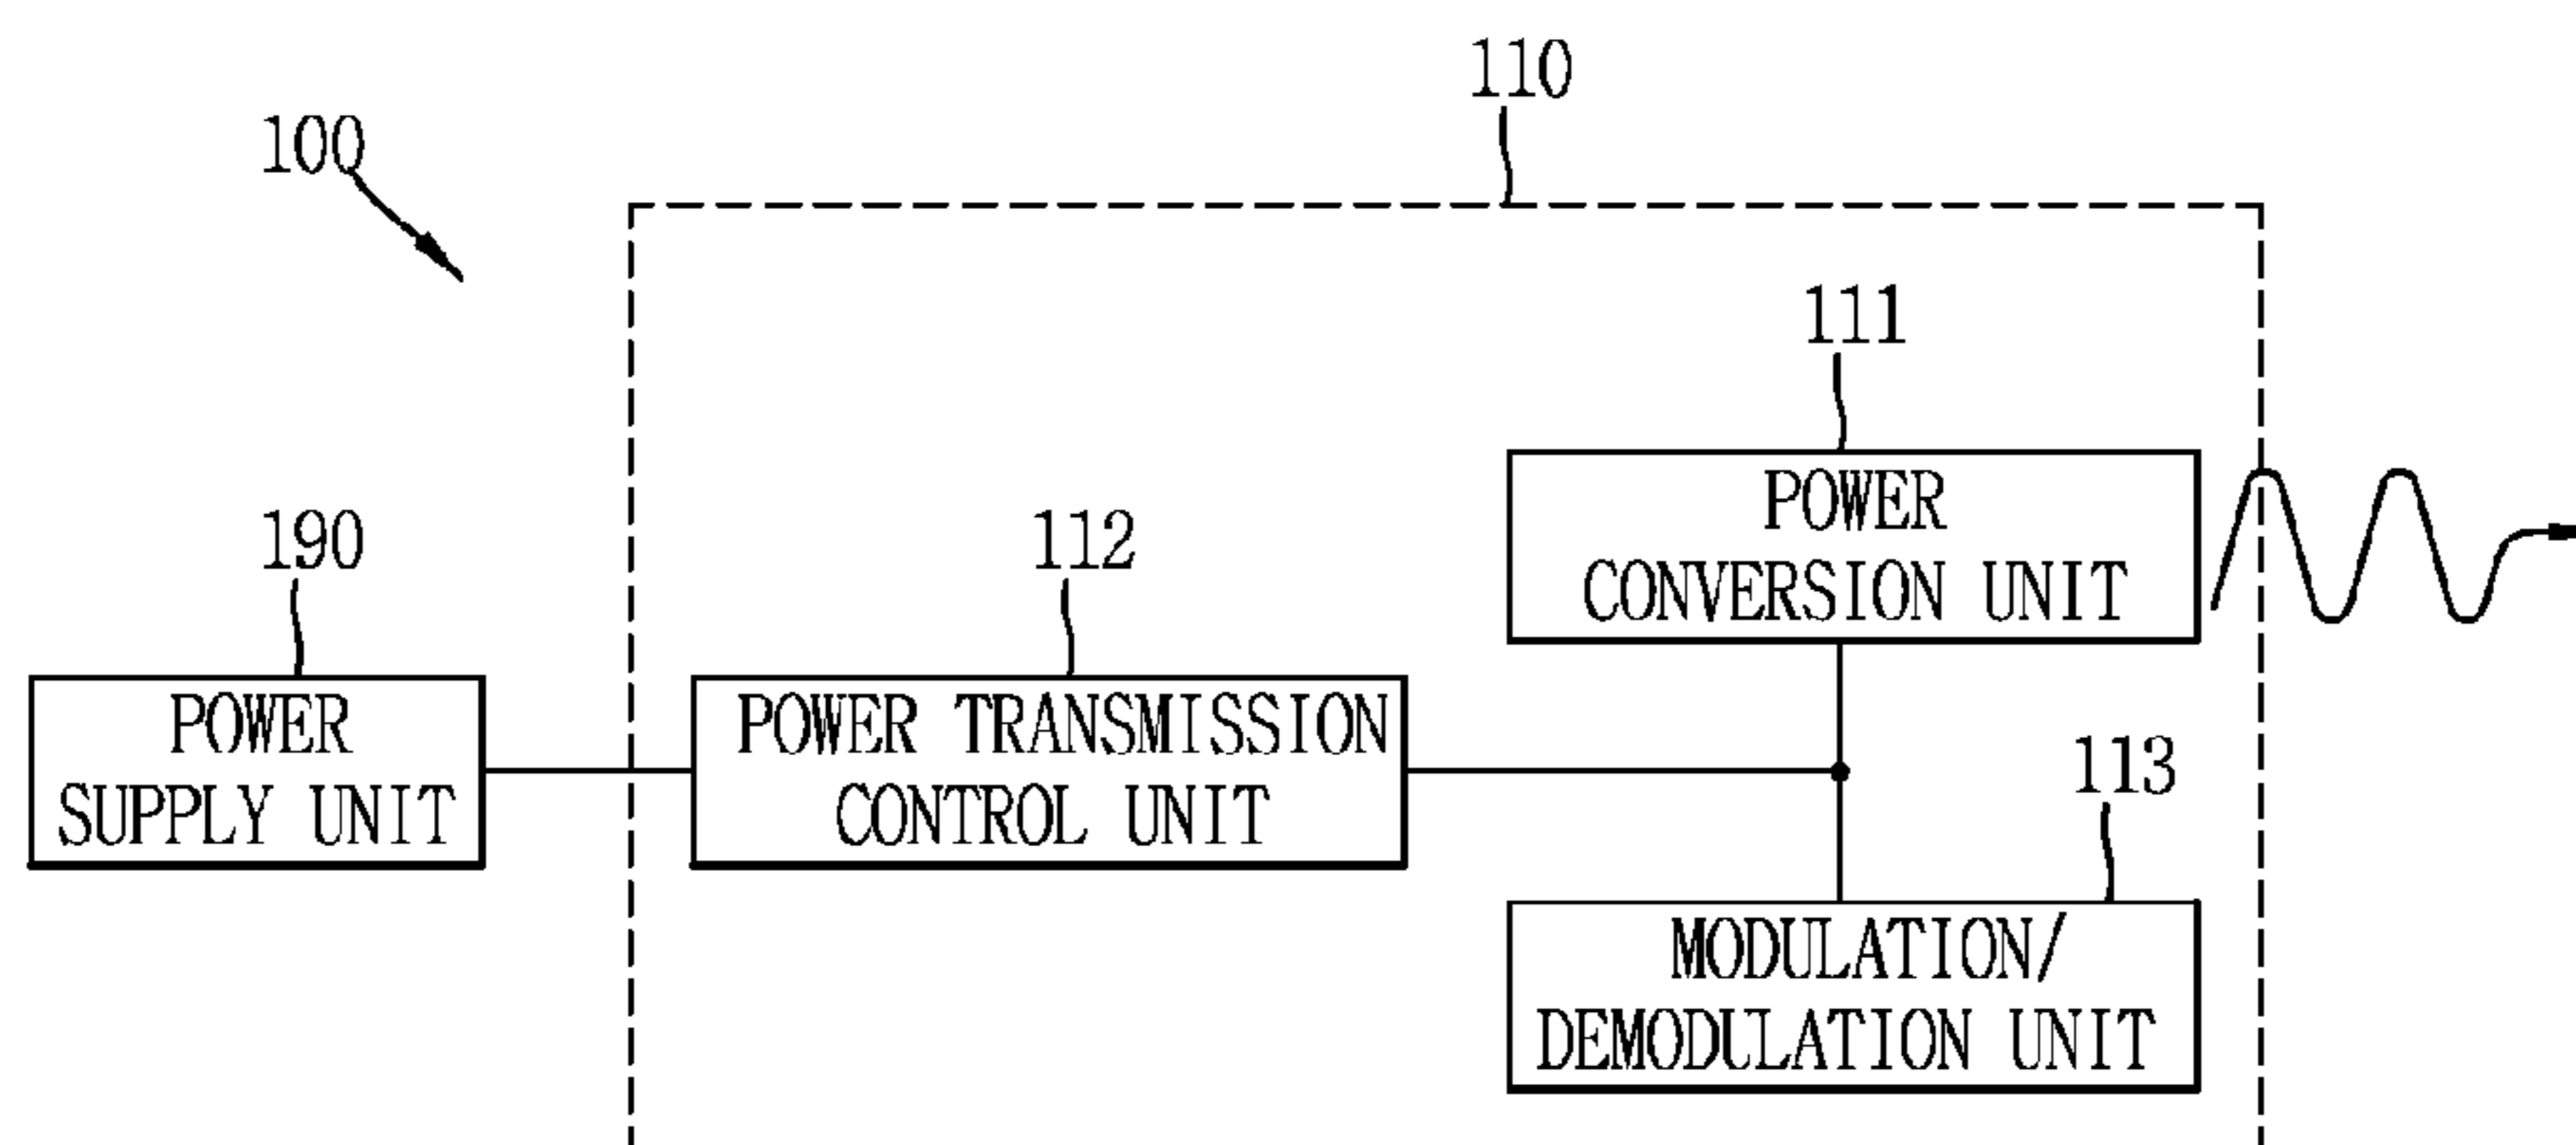 110
100
111
POWER
CONVERSION UNIT
190
112
POWER
SUPPLY UNIT
POWER TRANSMISSION
CONTROL UNIT
113
MODULATION/
DEMODULATION UNIT